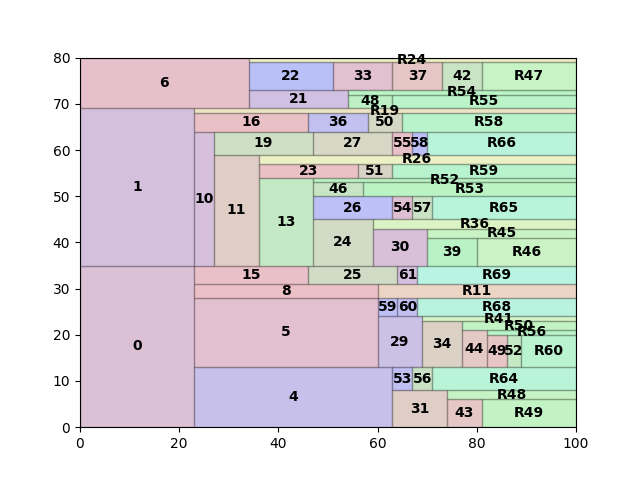 80
R24
6 22 33 37 42 R47
70
21 48 R54 R55
R19
16 36 50 R58
60
19 27 55 58 R66
R26
23 51 R59
50
1 10 11 13 46 R52 R53
26 54 57 R65
R36
40
24 30 R45
39 R46
30
15 25 61 R69
8 R11
59 60 R68
20
5 R41
29 34 R50
R56
0 44 49 52 R60
10
4 53 56 R64
R48
31 43 R49
0
0 20 40 60 80 100